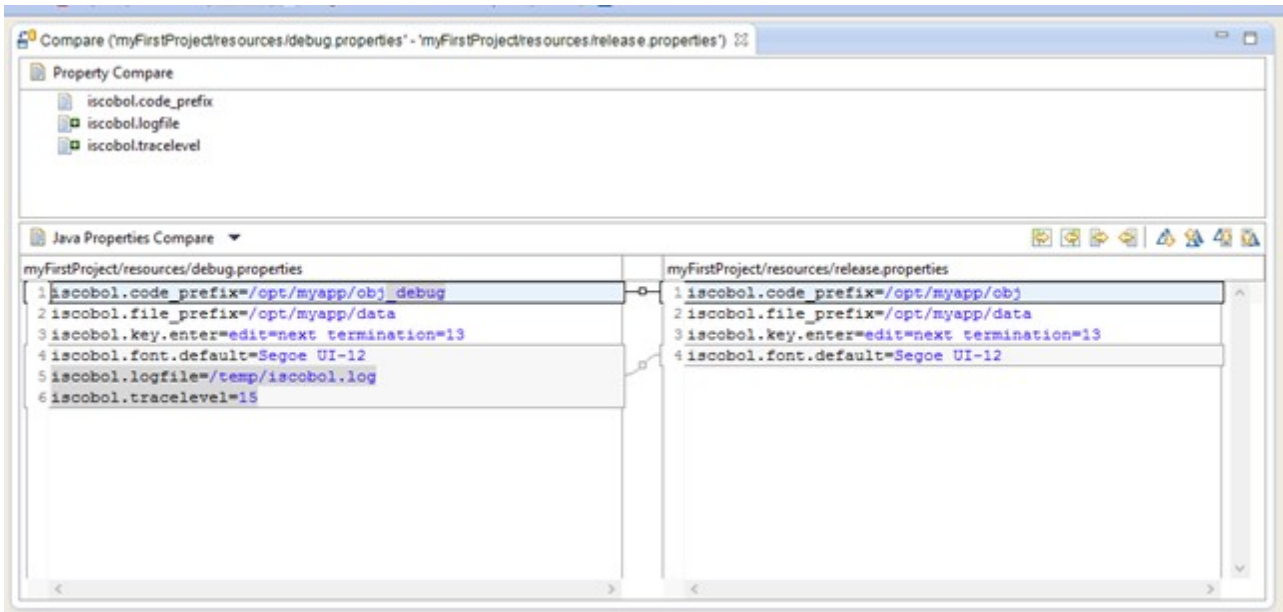 Compare ('myFirstProject/resources/debug.properties' - 'myFirstProject/resources/release.properties')
Property Compare
iscobol.code_prefix
iscobol.logfile
iscobol.tracelevel
Java Properties Compare
myFirstProject/resources/debug.properties
1 iscobol.code_prefix=/opt/myapp/obj_debug
2 iscobol.file_prefix=/opt/myapp/data
3 iscobol.key.enter=edit=next termination=13
4 iscobol.font.default=Segoe UI-12
5 iscobol.logfile=/temp/iscobol.log
6 iscobol.tracelevel=15
myFirstProject/resources/release.properties
1 iscobol.code_prefix=/opt/myapp/obj
2 iscobol.file_prefix=/opt/myapp/data
3 iscobol.key.enter=edit=next termination=13
4 iscobol.font.default=Segoe UI-12